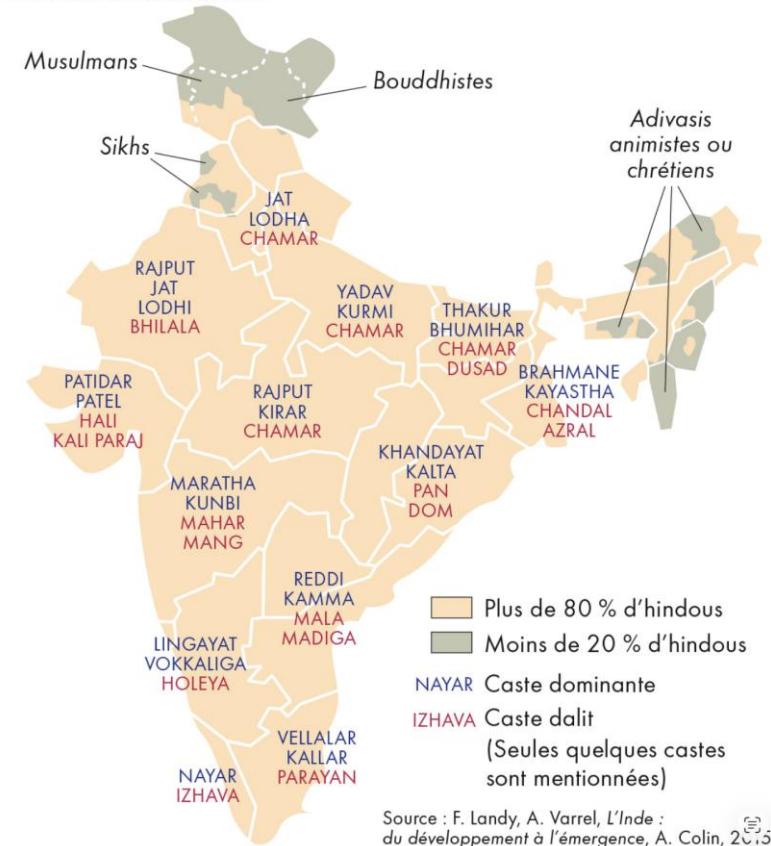 Musulmans
Bouddhistes
Sikhs
Adivasis
animistes ou
chrétiens
JAT
LODHA
CHAMAR
RAJPUT
JAT
LODHI
BHILALA
YADAV
KURMI
CHAMAR
THAKUR
BHUMIHAR
CHAMAR
DUSAD
BRAHMANE
KAYASTHA
CHANDAL
AZRAL
PATIDAR
PATEL
HALI
KALI PARAJ
RAJPUT
KIRAR
CHAMAR
KHANDAYAT
KALTA
PAN
DOM
MARATHA
KUNBI
MAHAR
MANG
REDDI
KAMMA
MALA
MADIGA
LINGAYAT
VOKKALIGA
HOLEYA
VELLALAR
KALLAR
PARAYAN
NAYAR
IZHAVA
Plus de 80 % d'hindous
Moins de 20 % d'hindous
NAYAR Caste dominante
IZHAVA Caste dalit
(Seules quelques castes
sont mentionnées)
Source : F. Landy, A. Varrel, L'Inde :
du développement à l'émergence, A. Colin, 2015